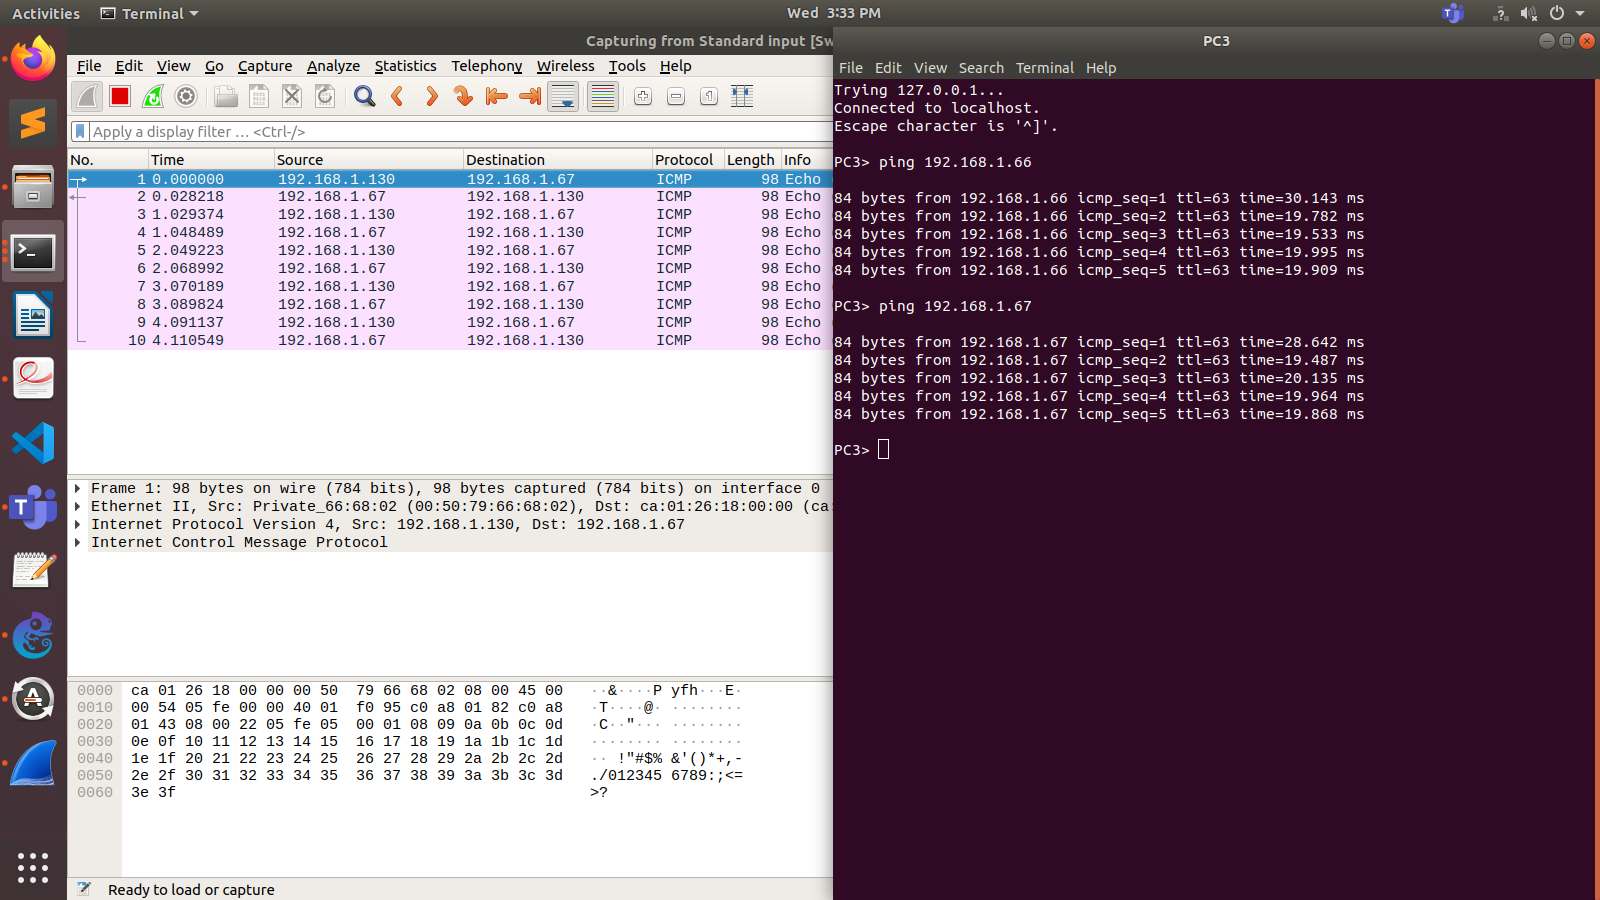 Activities Terminal Wed 3:33 PM
Capturing from Standard input [Sw
File Edit View Go Capture Analyze Statistics Telephony Wireless Tools Help
Apply a display filter … <Ctrl-/>
No. Time Source Destination Protocol Length Info
1 0.000000 192.168.1.130 192.168.1.67 ICMP 98 Echo
2 0.028218 192.168.1.67 192.168.1.130 ICMP 98 Echo
3 1.029374 192.168.1.130 192.168.1.67 ICMP 98 Echo
4 1.048489 192.168.1.67 192.168.1.130 ICMP 98 Echo
5 2.049223 192.168.1.130 192.168.1.67 ICMP 98 Echo
6 2.068992 192.168.1.67 192.168.1.130 ICMP 98 Echo
7 3.070189 192.168.1.130 192.168.1.67 ICMP 98 Echo
8 3.089824 192.168.1.67 192.168.1.130 ICMP 98 Echo
9 4.091137 192.168.1.130 192.168.1.67 ICMP 98 Echo
10 4.110549 192.168.1.67 192.168.1.130 ICMP 98 Echo
Frame 1: 98 bytes on wire (784 bits), 98 bytes captured (784 bits) on interface 0
Ethernet II, Src: Private_66:68:02 (00:50:79:66:68:02), Dst: ca:01:26:18:00:00 (ca:
Internet Protocol Version 4, Src: 192.168.1.130, Dst: 192.168.1.67
Internet Control Message Protocol
0000 ca 01 26 18 00 00 00 50 79 66 68 02 08 00 45 00 ··&····P yfh···E·
0010 00 54 05 fe 00 00 40 01 f0 95 c0 a8 01 82 c0 a8 ·T····@· ········
0020 01 43 08 00 22 05 fe 05 00 01 08 09 0a 0b 0c 0d ·C··"··· ········
0030 0e 0f 10 11 12 13 14 15 16 17 18 19 1a 1b 1c 1d ········ ········
0040 1e 1f 20 21 22 23 24 25 26 27 28 29 2a 2b 2c 2d ·· !"#$% &'()*+,-
0050 2e 2f 30 31 32 33 34 35 36 37 38 39 3a 3b 3c 3d ./012345 6789:;<=
0060 3e 3f >?
Ready to load or capture
PC3
File Edit View Search Terminal Help
Trying 127.0.0.1...
Connected to localhost.
Escape character is '^]'.
PC3> ping 192.168.1.66
84 bytes from 192.168.1.66 icmp_seq=1 ttl=63 time=30.143 ms
84 bytes from 192.168.1.66 icmp_seq=2 ttl=63 time=19.782 ms
84 bytes from 192.168.1.66 icmp_seq=3 ttl=63 time=19.533 ms
84 bytes from 192.168.1.66 icmp_seq=4 ttl=63 time=19.995 ms
84 bytes from 192.168.1.66 icmp_seq=5 ttl=63 time=19.909 ms
PC3> ping 192.168.1.67
84 bytes from 192.168.1.67 icmp_seq=1 ttl=63 time=28.642 ms
84 bytes from 192.168.1.67 icmp_seq=2 ttl=63 time=19.487 ms
84 bytes from 192.168.1.67 icmp_seq=3 ttl=63 time=20.135 ms
84 bytes from 192.168.1.67 icmp_seq=4 ttl=63 time=19.964 ms
84 bytes from 192.168.1.67 icmp_seq=5 ttl=63 time=19.868 ms
PC3>